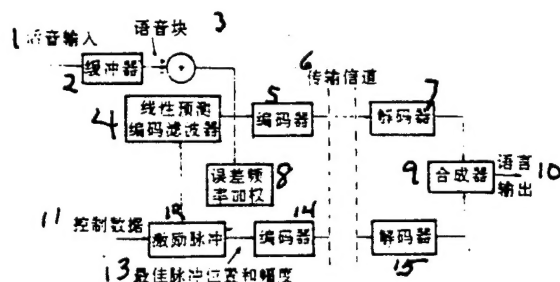 1 语音输入
语音块 3
2 缓冲器
6 传输信道
4 线性预测
编码滤波器
5 编码器
7 解码器
误差频
率加权 8
9 合成器
语言
输出 10
11 控制数据
12 激励脉冲
14 编码器
解码器 15
13 最佳脉冲位置和幅度